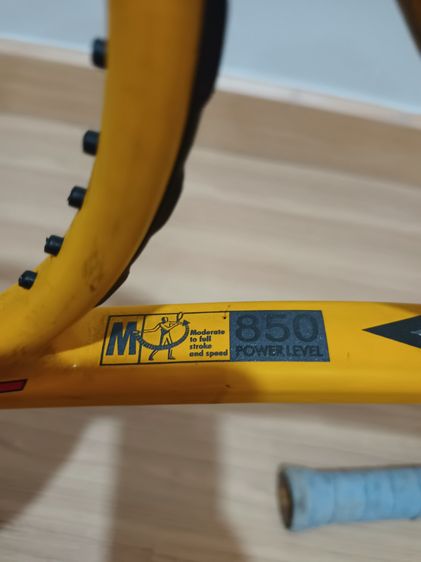 M
Moderate
to full
stroke
and speed
850
POWER LEVEL